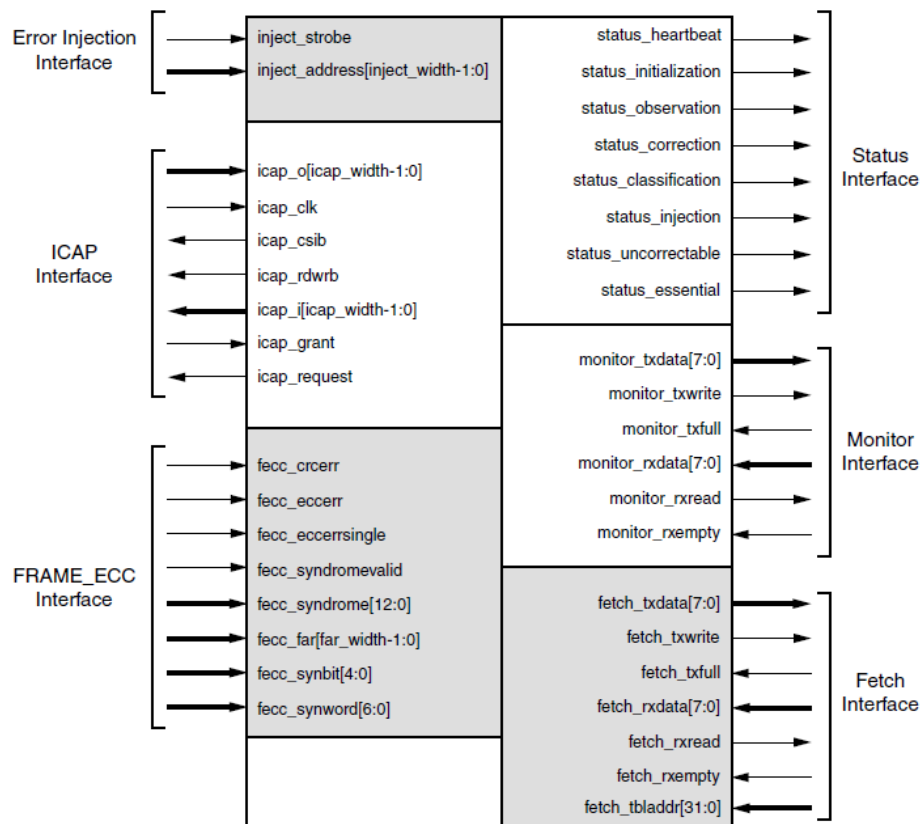 Error Injection
Interface
inject_strobe
inject_address[inject_width-1:0]
ICAP
Interface
icap_o[icap_width-1:0]
icap_clk
icap_csib
icap_rdwrb
icap_i[icap_width-1:0]
icap_grant
icap_request
FRAME_ECC
Interface
fecc_crcerr
fecc_eccerr
fecc_eccerrsingle
fecc_syndromevalid
fecc_syndrome[12:0]
fecc_far[far_width-1:0]
fecc_synbit[4:0]
fecc_synword[6:0]
status_heartbeat
status_initialization
status_observation
status_correction
status_classification
status_injection
status_uncorrectable
status_essential
Status
Interface
monitor_txdata[7:0]
monitor_txwrite
monitor_txfull
monitor_rxdata[7:0]
monitor_rxread
monitor_rxempty
Monitor
Interface
fetch_txdata[7:0]
fetch_txwrite
fetch_txfull
fetch_rxdata[7:0]
fetch_rxread
fetch_rxempty
fetch_tbladdr[31:0]
Fetch
Interface